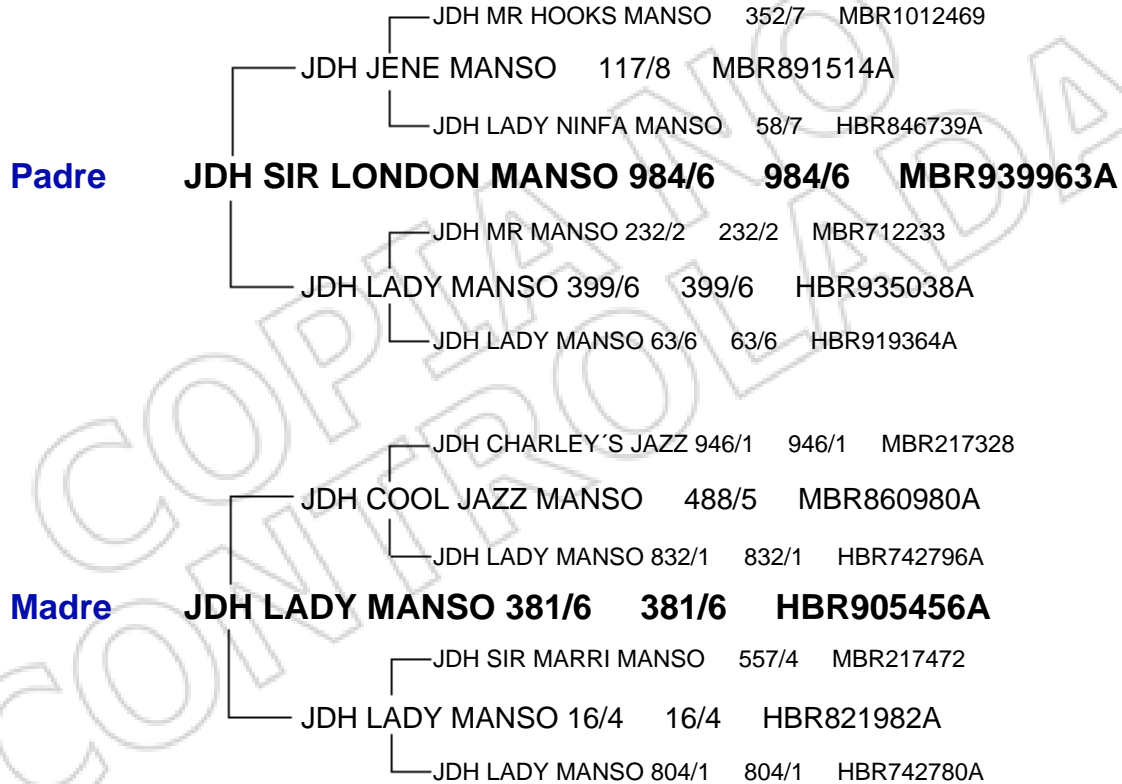 JDH MR HOOKS MANSO 352/7 MBR1012469
JDH JENE MANSO 117/8 MBR891514A
JDH LADY NINFA MANSO 58/7 HBR846739A
Padre JDH SIR LONDON MANSO 984/6 984/6 MBR939963A
JDH MR MANSO 232/2 232/2 MBR712233
JDH LADY MANSO 399/6 399/6 HBR935038A
JDH LADY MANSO 63/6 63/6 HBR919364A
JDH CHARLEY´S JAZZ 946/1 946/1 MBR217328
JDH COOL JAZZ MANSO 488/5 MBR860980A
JDH LADY MANSO 832/1 832/1 HBR742796A
Madre JDH LADY MANSO 381/6 381/6 HBR905456A
JDH SIR MARRI MANSO 557/4 MBR217472
JDH LADY MANSO 16/4 16/4 HBR821982A
JDH LADY MANSO 804/1 804/1 HBR742780A
COPIA NO
CONTROLADA